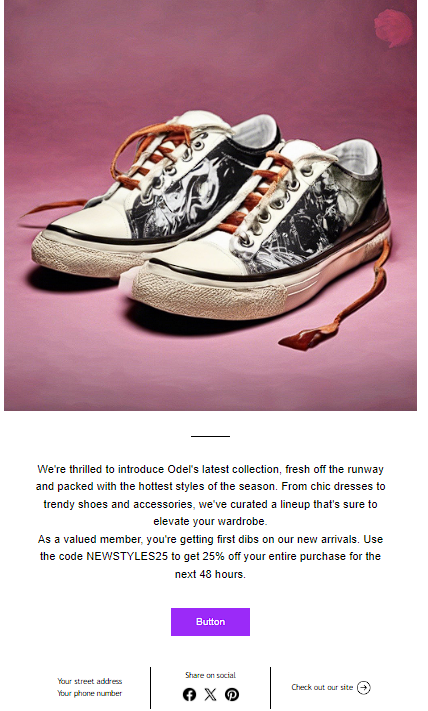 We're thrilled to introduce Odel's latest collection, fresh off the runway
and packed with the hottest styles of the season. From chic dresses to
trendy shoes and accessories, we've curated a lineup that's sure to
elevate your wardrobe.
As a valued member, you're getting first dibs on our new arrivals. Use
the code NEWSTYLES25 to get 25% off your entire purchase for the
next 48 hours.
Button
Your street address
Your phone number
Share on social
Check out our site